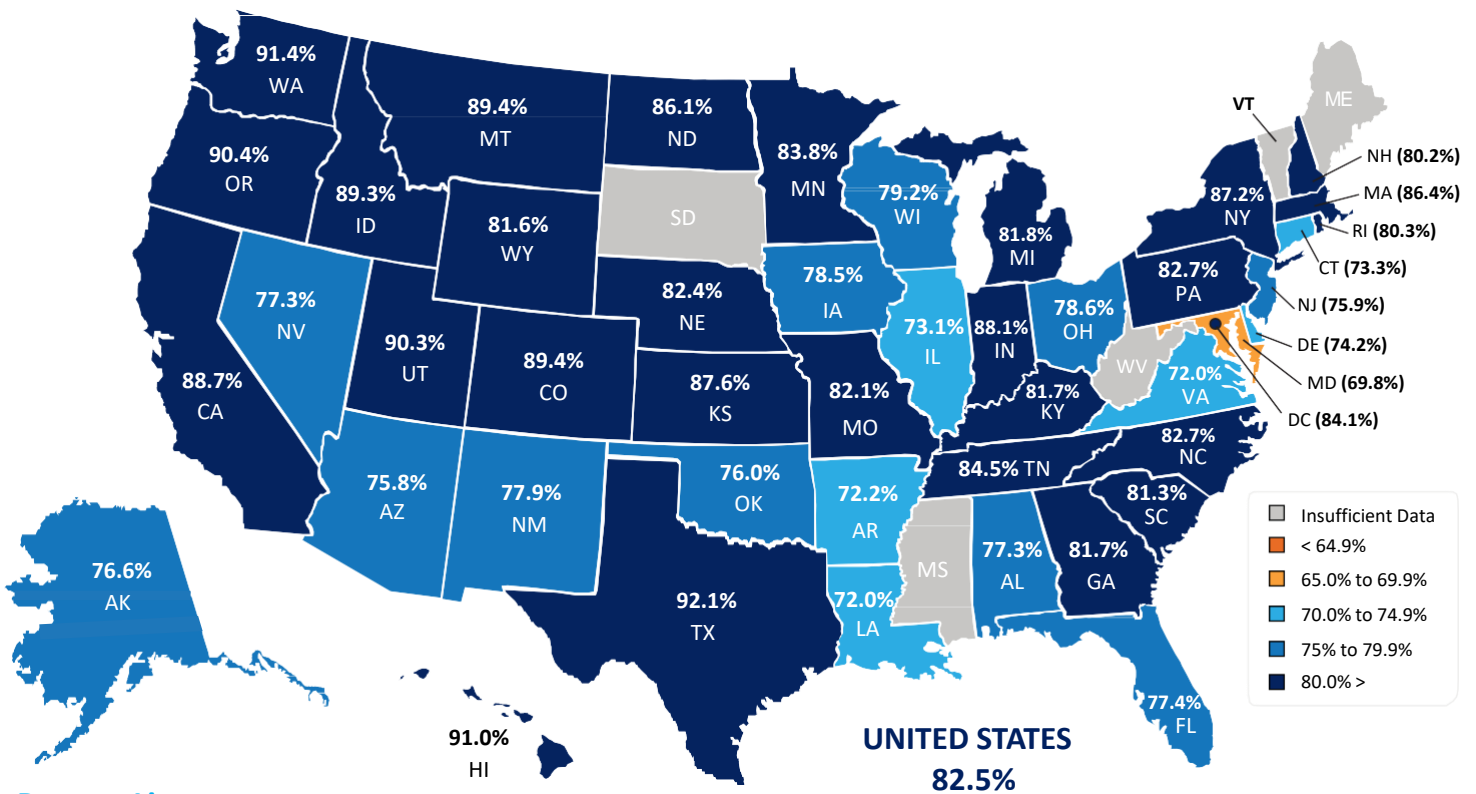 91.4%
WA
90.4%
OR
89.4%
MT
89.3%
ID
86.1%
ND
83.8%
MN
81.6%
WY
SD
79.2%
WI
81.8%
MI
87.2%
NY
VT
ME
NH (80.2%)
MA (86.4%)
RI (80.3%)
CT (73.3%)
NJ (75.9%)
DE (74.2%)
MD (69.8%)
DC (84.1%)
77.3%
NV
90.3%
UT
89.4%
CO
82.4%
NE
78.5%
IA
73.1%
IL
88.1%
IN
78.6%
OH
82.7%
PA
WV
72.0%
VA
88.7%
CA
87.6%
KS
82.1%
MO
81.7%
KY
82.7%
NC
84.5% TN
81.3%
SC
75.8%
AZ
77.9%
NM
76.0%
OK
72.2%
AR
MS
77.3%
AL
81.7%
GA
92.1%
TX
72.0%
LA
77.4%
FL
76.6%
AK
91.0%
HI
UNITED STATES
82.5%
Insufficient Data
< 64.9%
65.0% to 69.9%
70.0% to 74.9%
75% to 79.9%
80.0% >